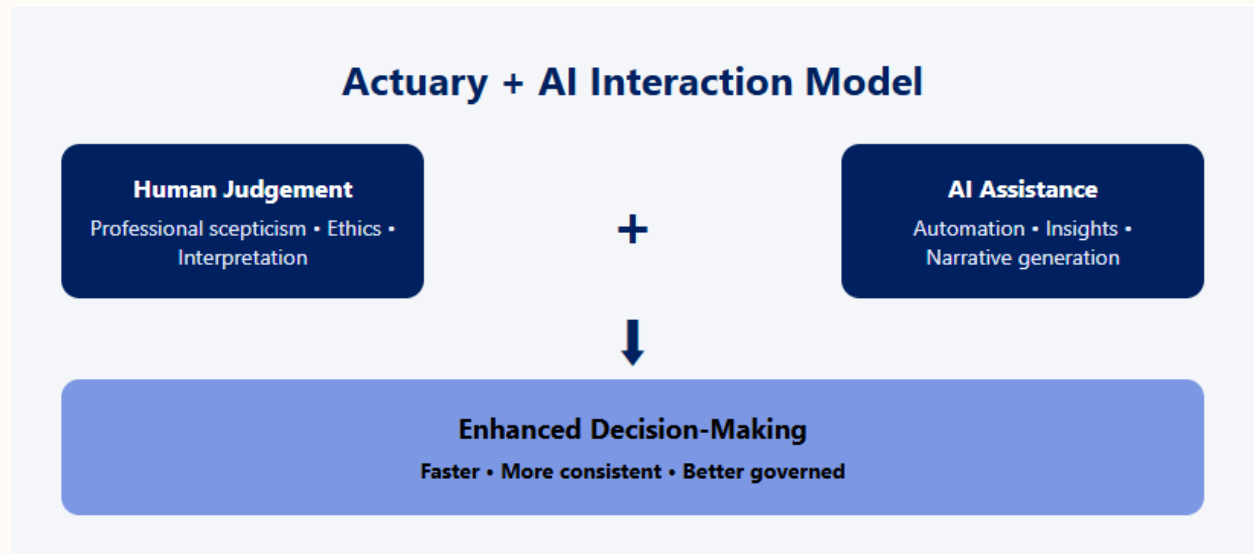 Actuary + AI Interaction Model
Human Judgement
Professional scepticism • Ethics •
Interpretation
+
AI Assistance
Automation • Insights •
Narrative generation
Enhanced Decision-Making
Faster • More consistent • Better governed